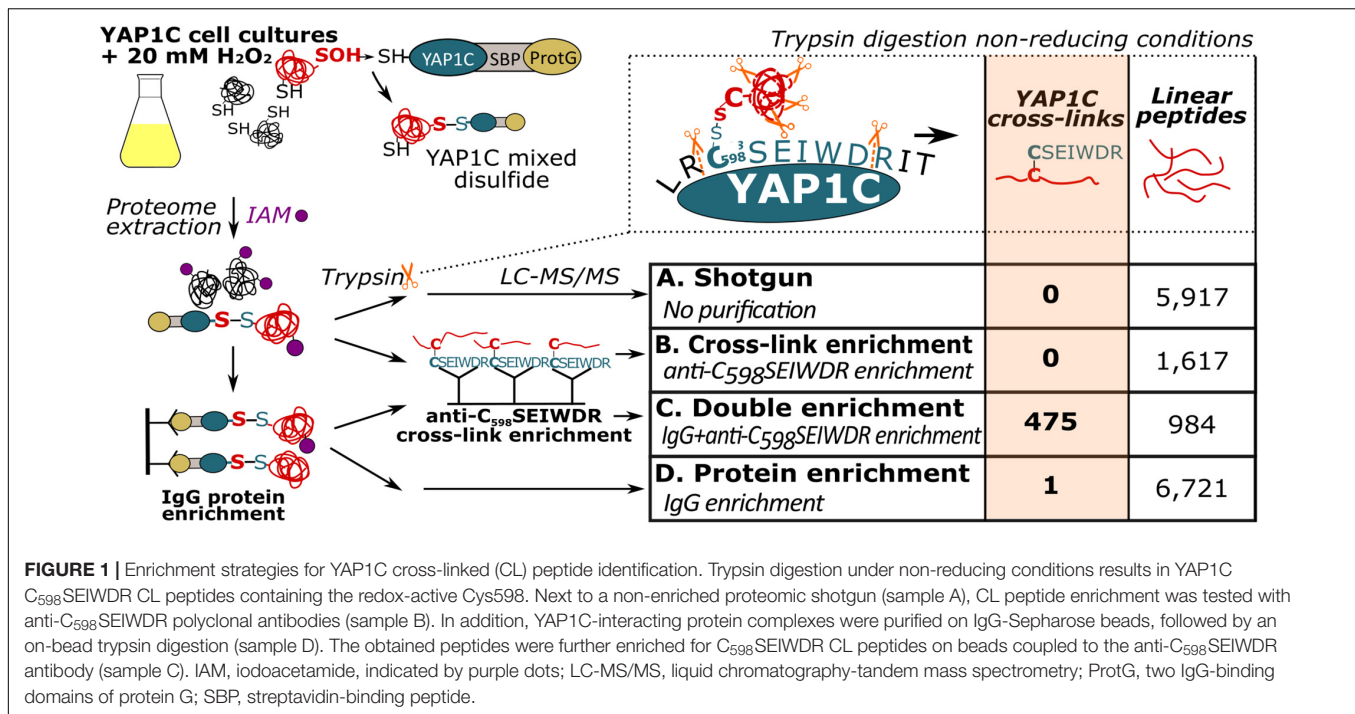 YAP1C cell cultures
+ 20 mM H₂O₂
SOH
SH
YAP1C
SBP
ProtG
SH
SH
SH
SH
S-S
SH
YAP1C mixed
disulfide
Trypsin digestion non-reducing conditions
C
S
S
LRC₅₉₈SEIWDRIT
YAP1C
YAP1C
cross-links
CSEIWDR
C
Linear
peptides
Proteome
extraction
IAM
Trypsin
LC-MS/MS
S-S
C C C
CSEIWDRCSEIWDRCSEIWDR
anti-C₅₉₈SEIWDR
cross-link enrichment
S-S
S-S
IgG protein
enrichment
A. Shotgun
No purification
0
5,917
B. Cross-link enrichment
anti-C598SEIWDR enrichment
0
1,617
C. Double enrichment
IgG+anti-C598SEIWDR enrichment
475
984
D. Protein enrichment
IgG enrichment
1
6,721
FIGURE 1 | Enrichment strategies for YAP1C cross-linked (CL) peptide identification. Trypsin digestion under non-reducing conditions results in YAP1C
C₅₉₈SEIWDR CL peptides containing the redox-active Cys598. Next to a non-enriched proteomic shotgun (sample A), CL peptide enrichment was tested with
anti-C₅₉₈SEIWDR polyclonal antibodies (sample B). In addition, YAP1C-interacting protein complexes were purified on IgG-Sepharose beads, followed by an
on-bead trypsin digestion (sample D). The obtained peptides were further enriched for C₅₉₈SEIWDR CL peptides on beads coupled to the anti-C₅₉₈SEIWDR
antibody (sample C). IAM, iodoacetamide, indicated by purple dots; LC-MS/MS, liquid chromatography-tandem mass spectrometry; ProtG, two IgG-binding
domains of protein G; SBP, streptavidin-binding peptide.